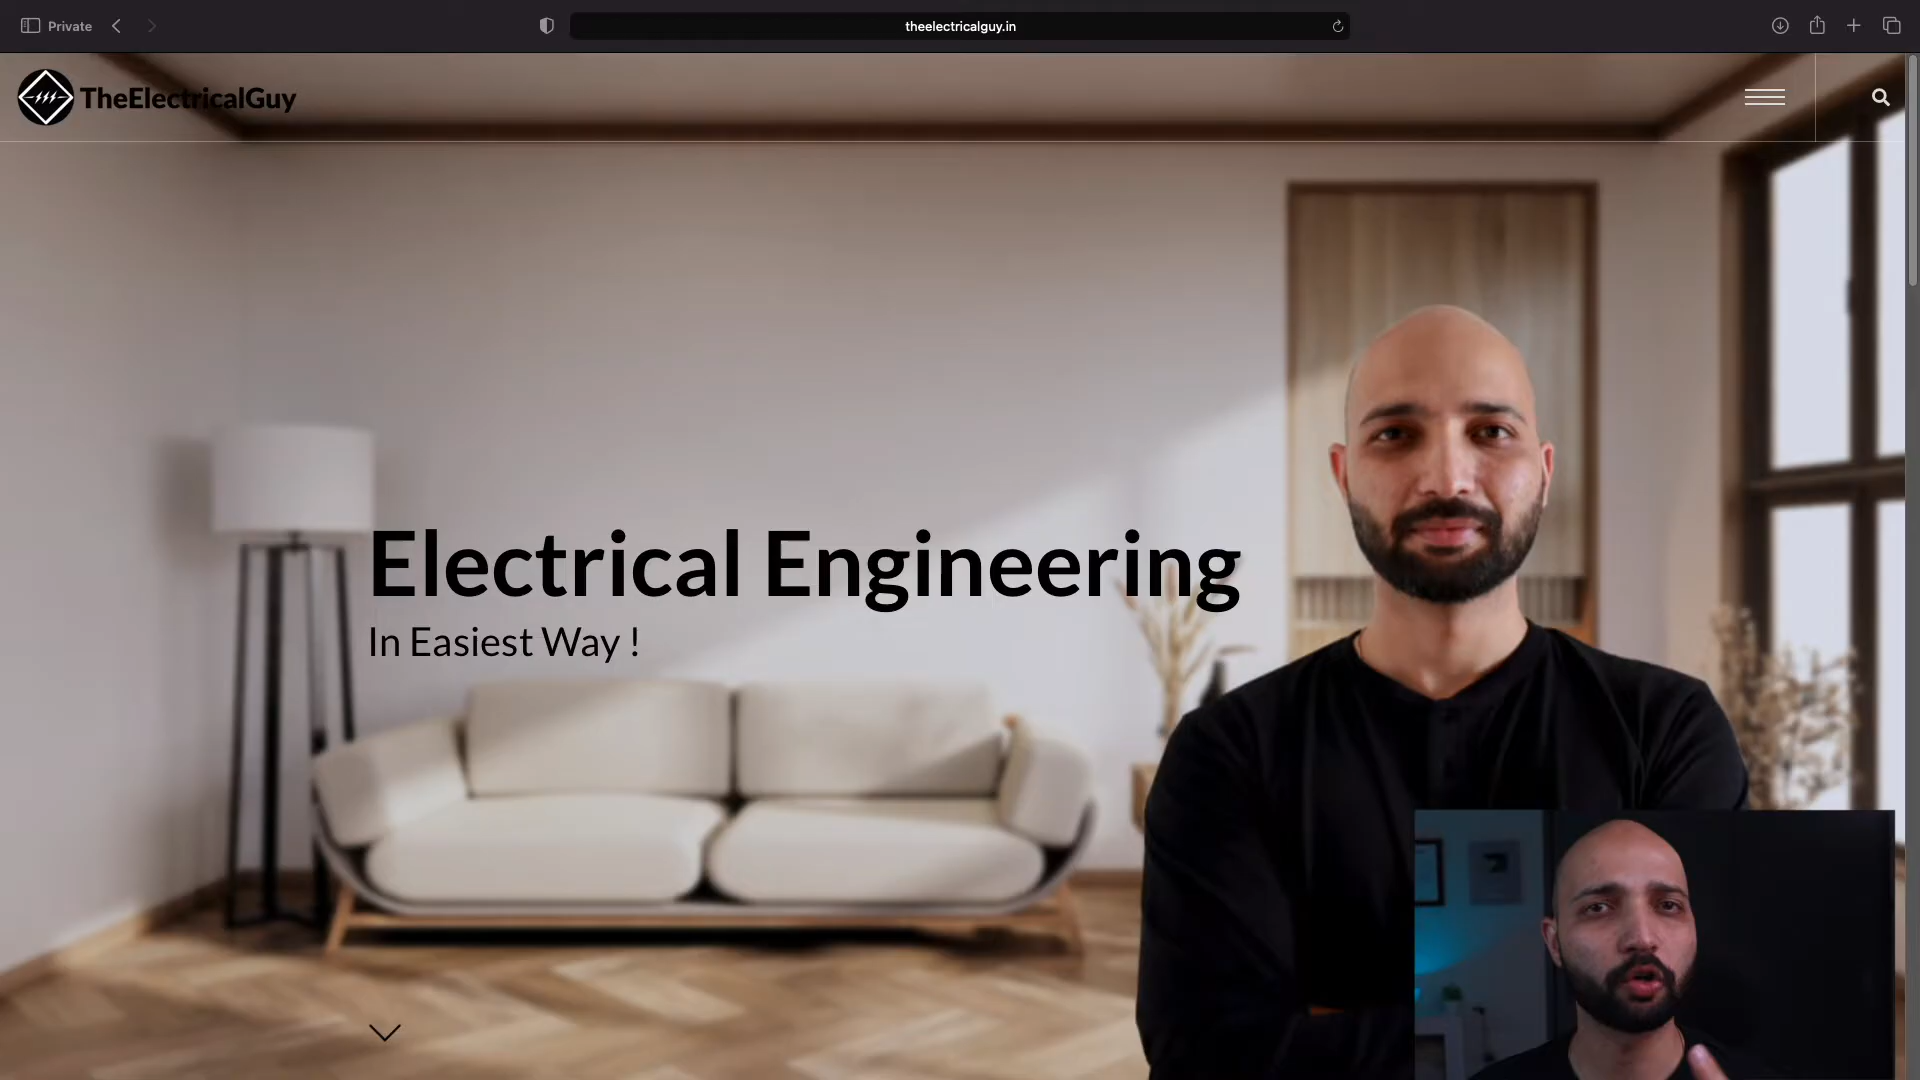 Private
theelectricalguy.in
TheElectricalGuy
Electrical Engineering
In Easiest Way !